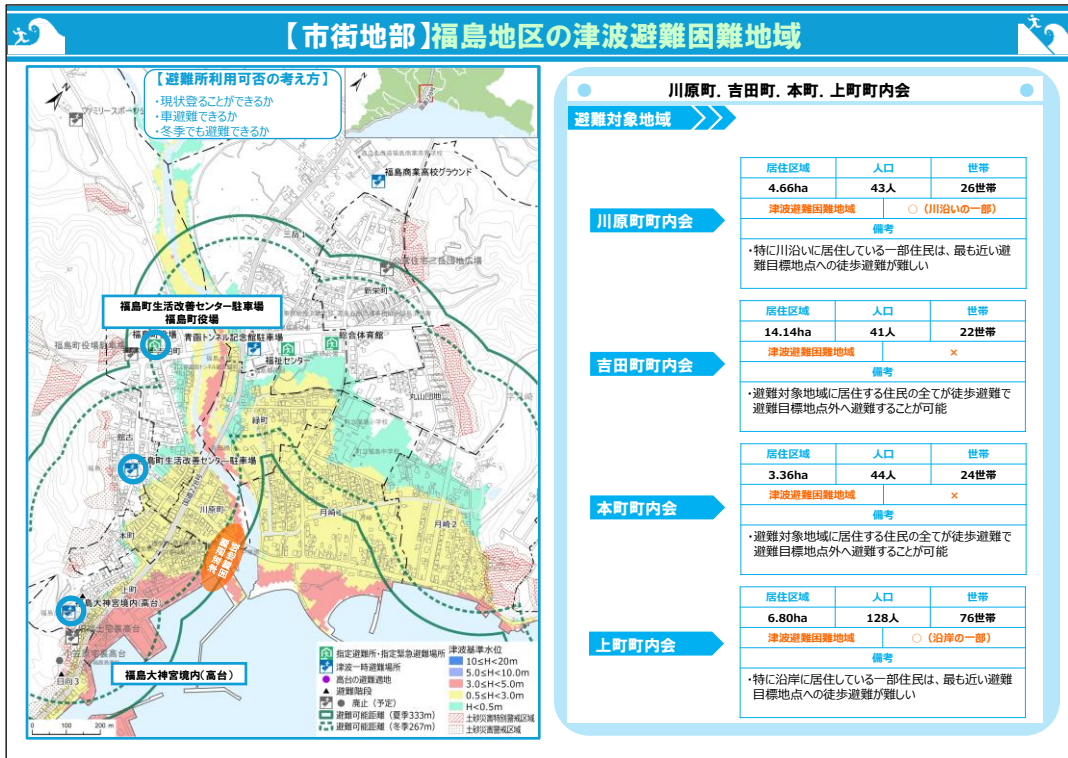 【市街地部】福島地区の津波避難困難地域
【避難所利用可否の考え方】
・現状登ることができるか
・車避難できるか
・冬季でも避難できるか
福島商業高校グラウンド
三岳1
新栄町
福島町生活改善センター駐車場
福島町役場
青函トンネル記念館駐車場
総合体育館
福祉センター
丸山団地
緑町
館古
福島町生活改善センター駐車場
国道228号
川原町
月崎1
月崎2
本町
上町
福島大神宮境内(高台)
日向3
福島大神宮境内(高台)
0 100 200 m
指定避難所・指定緊急避難場所
津波一時避難場所
高台の避難適地
避難階段
廃止（予定）
避難可能距離（夏季333m）
避難可能距離（冬季267m）
津波基準水位
10≤H<20m
5.0≤H<10.0m
3.0≤H<5.0m
0.5≤H<3.0m
H<0.5m
土砂災害特別警戒区域
土砂災害警戒区域
川原町．吉田町．本町．上町町内会
避難対象地域
川原町町内会
居住区域 人口 世帯
4.66ha 43人 26世帯
津波避難困難地域 ○（川沿いの一部）
備考
・特に川沿いに居住している一部住民は、最も近い避
難目標地点への徒歩避難が難しい
吉田町町内会
居住区域 人口 世帯
14.14ha 41人 22世帯
津波避難困難地域 ×
備考
・避難対象地域に居住する住民の全てが徒歩避難で
避難目標地点外へ避難することが可能
本町町内会
居住区域 人口 世帯
3.36ha 44人 24世帯
津波避難困難地域 ×
備考
・避難対象地域に居住する住民の全てが徒歩避難で
避難目標地点外へ避難することが可能
上町町内会
居住区域 人口 世帯
6.80ha 128人 76世帯
津波避難困難地域 ○（沿岸の一部）
備考
・特に沿岸に居住している一部住民は、最も近い避難
目標地点への徒歩避難が難しい